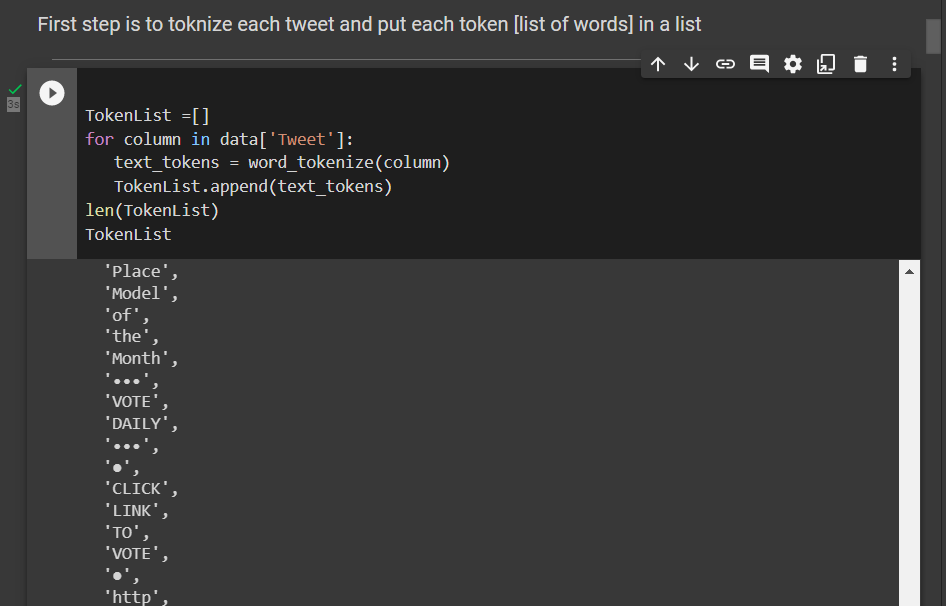 First step is to toknize each tweet and put each token [list of words] in a list
3s
TokenList =[]
for column in data['Tweet']:
   text_tokens = word_tokenize(column)
   TokenList.append(text_tokens)
len(TokenList)
TokenList
'Place',
'Model',
'of',
'the',
'Month',
'•••',
'VOTE',
'DAILY',
'•••',
'●',
'CLICK',
'LINK',
'TO',
'VOTE',
'●',
'http',